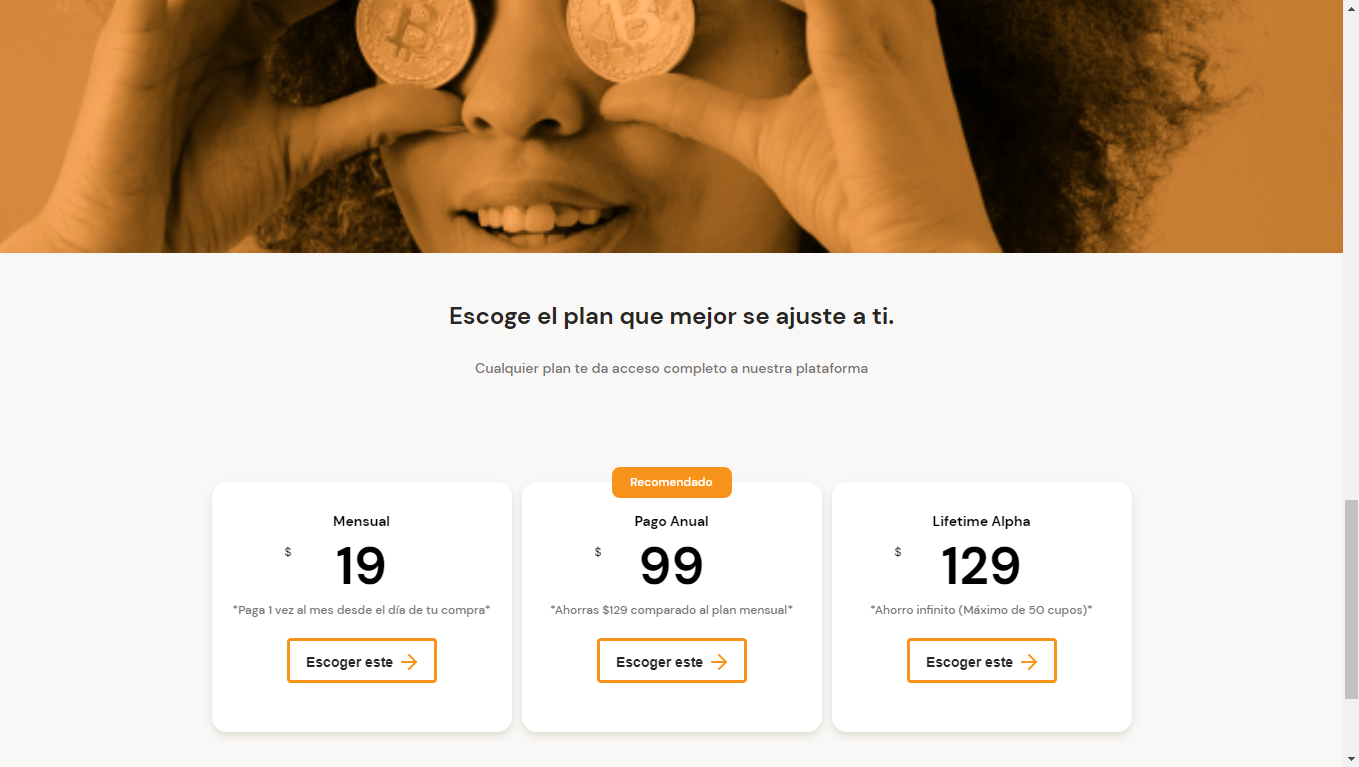 Escoge el plan que mejor se ajuste a ti.
Cualquier plan te da acceso completo a nuestra plataforma
Mensual
$ 19
*Paga 1 vez al mes desde el día de tu compra*
Escoger este
Recomendado
Pago Anual
$ 99
*Ahorras $129 comparado al plan mensual*
Escoger este
Lifetime Alpha
$ 129
*Ahorro infinito (Máximo de 50 cupos)*
Escoger este